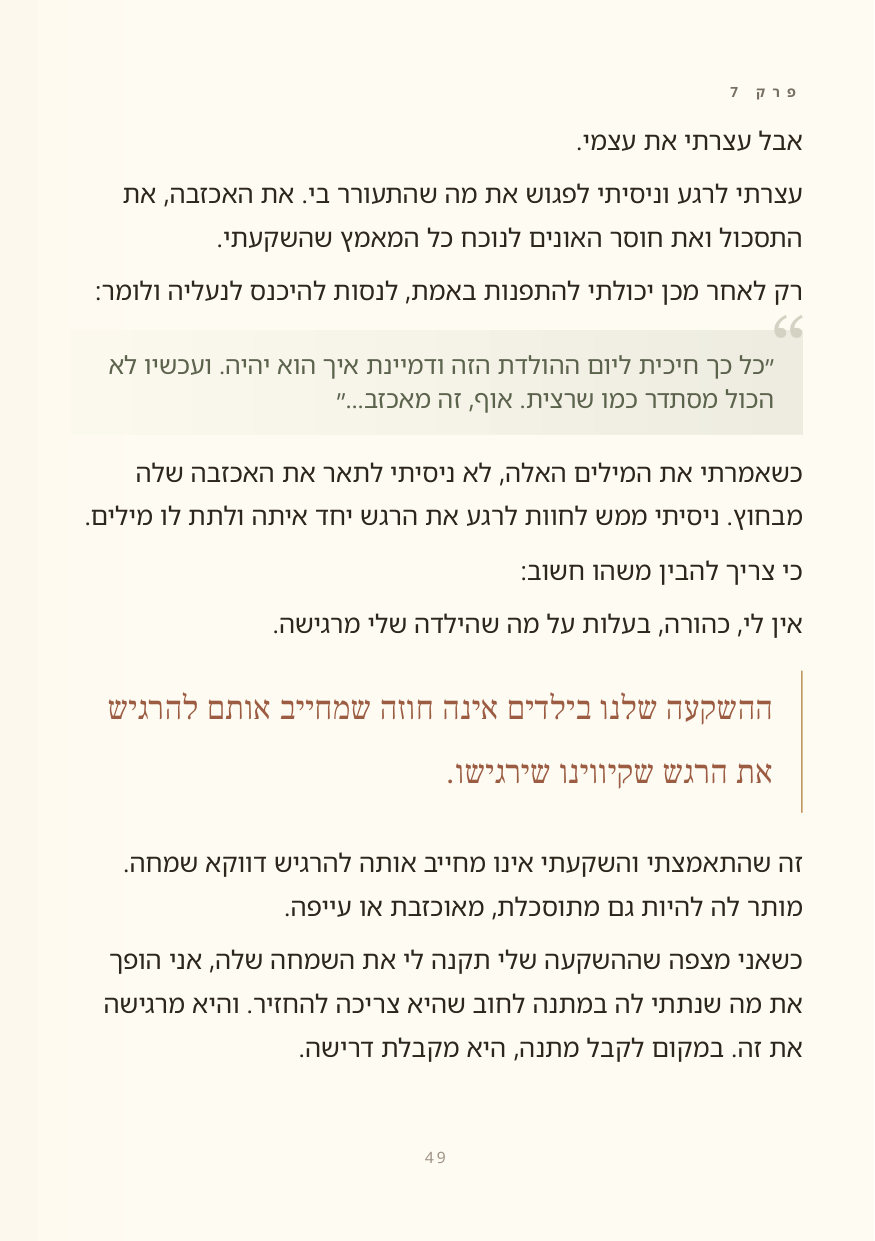 פרק 7
אבל עצרתי את עצמי.
עצרתי לרגע וניסיתי לפגוש את מה שהתעורר בי. את האכזבה, את
התסכול ואת חוסר האונים לנוכח כל המאמץ שהשקעתי.
רק לאחר מכן יכולתי להתפנות באמת, לנסות להיכנס לנעליה ולומר:
“
״כל כך חיכית ליום ההולדת הזה ודמיינת איך הוא יהיה. ועכשיו לא
הכול מסתדר כמו שרצית. אוף, זה מאכזב...״
כשאמרתי את המילים האלה, לא ניסיתי לתאר את האכזבה שלה
מבחוץ. ניסיתי ממש לחוות לרגע את הרגש יחד איתה ולתת לו מילים.
כי צריך להבין משהו חשוב:
אין לי, כהורה, בעלות על מה שהילדה שלי מרגישה.
ההשקעה שלנו בילדים אינה חוזה שמחייב אותם להרגיש
את הרגש שקיווינו שירגישו.
זה שהתאמצתי והשקעתי אינו מחייב אותה להרגיש דווקא שמחה.
מותר לה להיות גם מתוסכלת, מאוכזבת או עייפה.
כשאני מצפה שההשקעה שלי תקנה לי את השמחה שלה, אני הופך
את מה שנתתי לה במתנה לחוב שהיא צריכה להחזיר. והיא מרגישה
את זה. במקום לקבל מתנה, היא מקבלת דרישה.
49